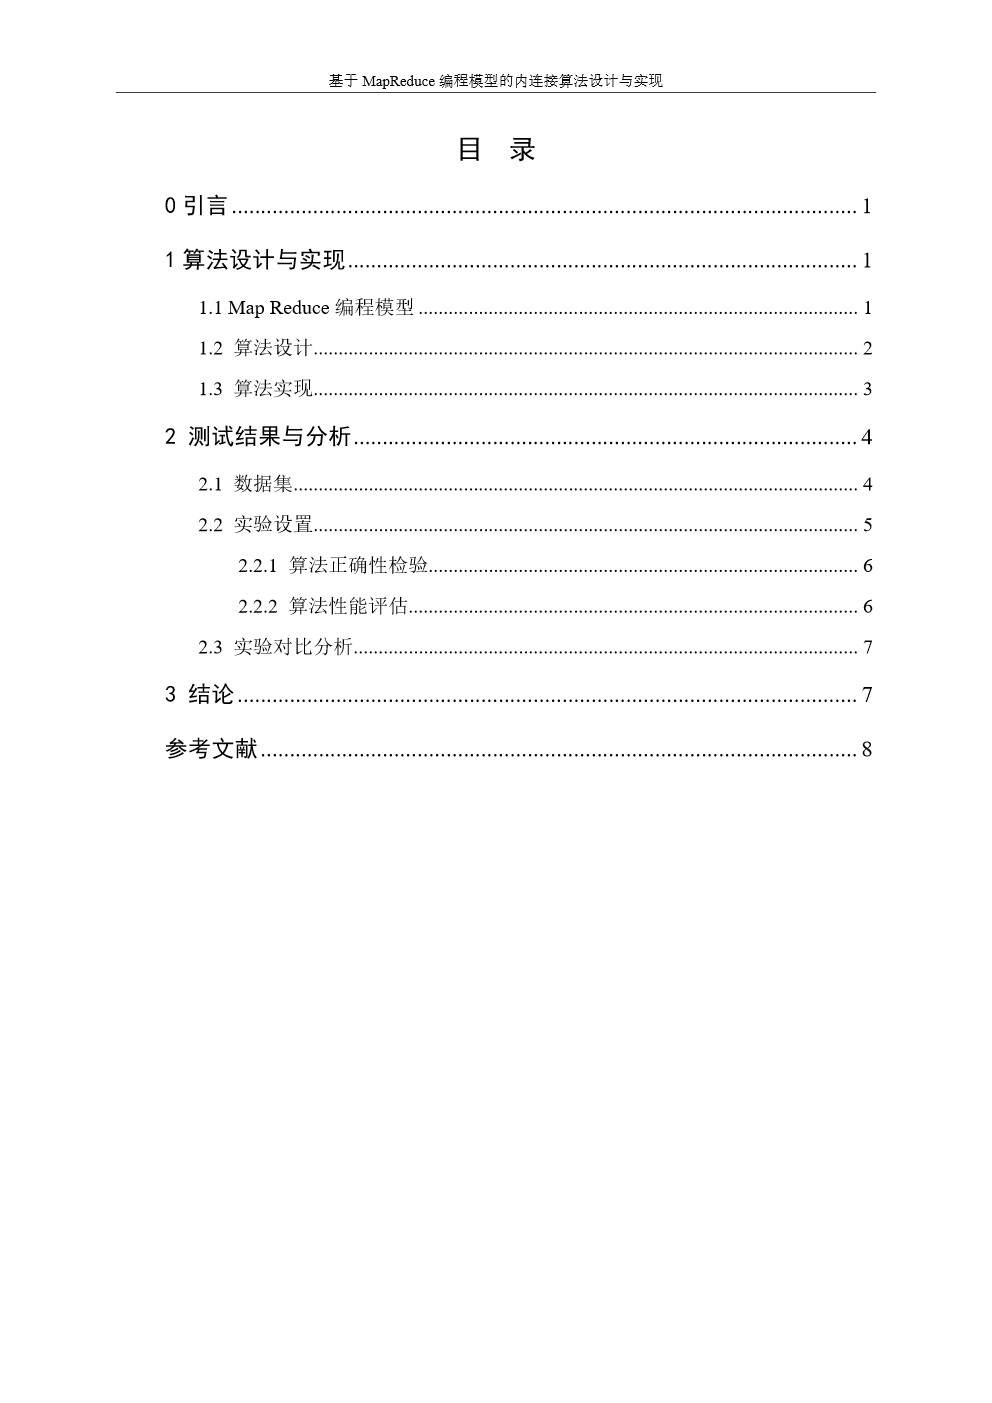 基于 MapReduce 编程模型的内连接算法设计与实现
目 录
0 引言 1
1 算法设计与实现 1
1.1 Map Reduce 编程模型 1
1.2 算法设计 2
1.3 算法实现 3
2 测试结果与分析 4
2.1 数据集 4
2.2 实验设置 5
2.2.1 算法正确性检验 6
2.2.2 算法性能评估 6
2.3 实验对比分析 7
3 结论 7
参考文献 8